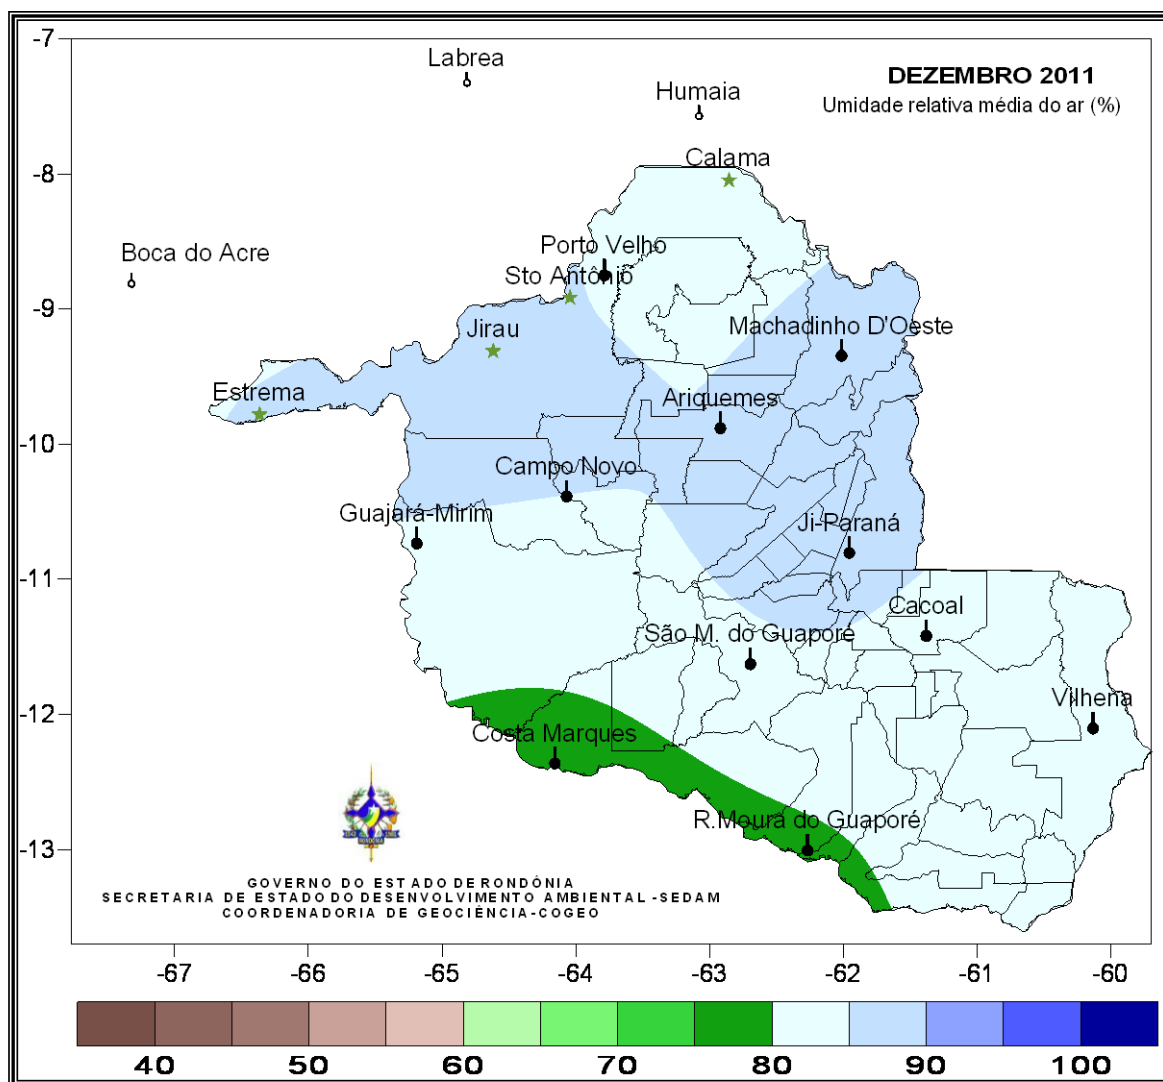 -7
Labrea
DEZEMBRO 2011
Humaia
Umidade relativa média do ar (%)
Calama
-8
Boca do Acre
Porto Velho
Sto Antônio
-9
Jirau
Machadinho D'Oeste
Estrema
Ariquemes
-10
Campo Novo
Guajará-Mirim
Ji-Paraná
-11
Cacoal
São M. do Guaporé
Vilhena
-12
Costa Marques
R.Moura do Guaporé
-13
GOVERNO DO ESTADO DE RONDÔNIA
SECRETARIA DE ESTADO DO DESENVOLVIMENTO AMBIENTAL -SEDAM
COORDENADORIA DE GEOCIÊNCIA-COGEO
-67 -66 -65 -64 -63 -62 -61 -60
40 50 60 70 80 90 100